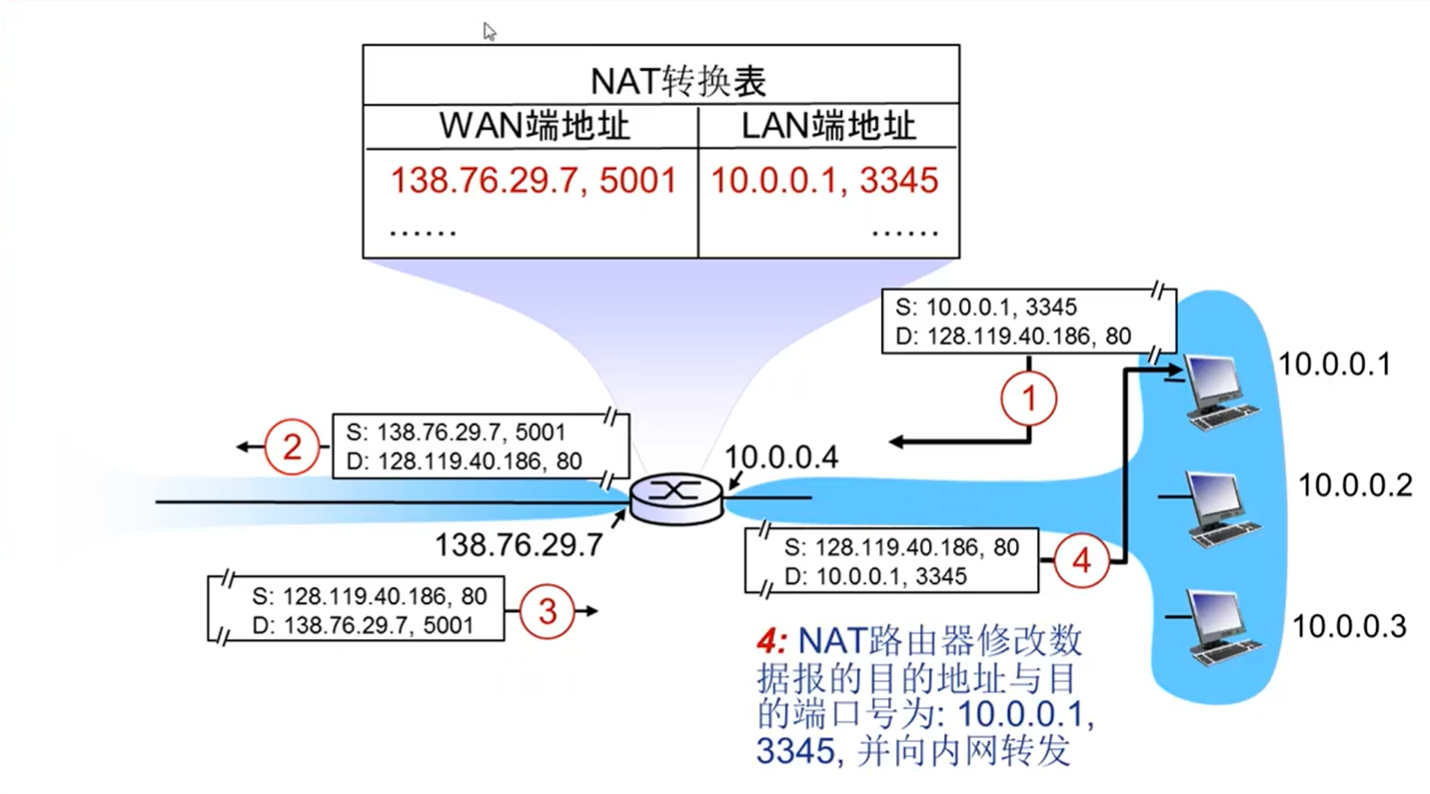 NAT转换表
WAN端地址 LAN端地址
138.76.29.7, 5001 10.0.0.1, 3345
...... ......
S: 10.0.0.1, 3345
D: 128.119.40.186, 80
1
10.0.0.1
2
S: 138.76.29.7, 5001
D: 128.119.40.186, 80
10.0.0.4
10.0.0.2
138.76.29.7
S: 128.119.40.186, 80
D: 10.0.0.1, 3345
4
S: 128.119.40.186, 80
D: 138.76.29.7, 5001
3
10.0.0.3
4: NAT路由器修改数
据报的目的地址与目
的端口号为: 10.0.0.1,
3345, 并向内网转发